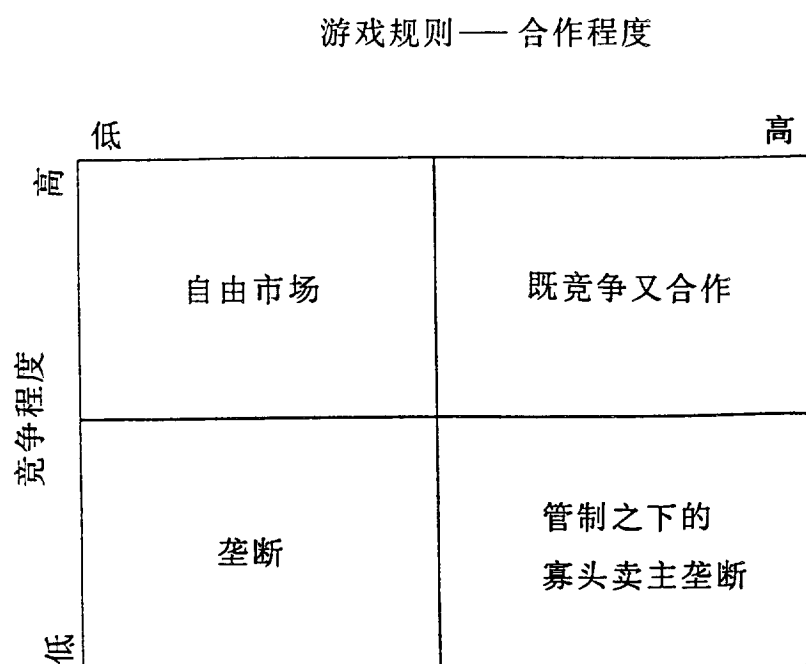 游戏规则——合作程度
低
高
高
自由市场
既竞争又合作
竞争程度
垄断
管制之下的
寡头卖主垄断
低